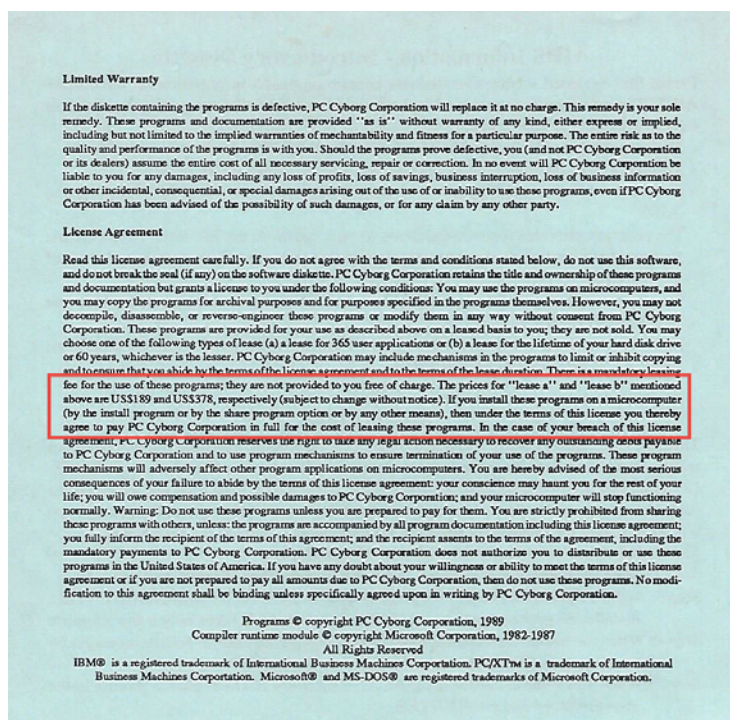 Limited Warranty
If the diskette containing the programs is defective, PC Cyborg Corporation will replace it at no charge. This remedy is your sole
remedy. These programs and documentation are provided "as is" without warranty of any kind, either express or implied,
including but not limited to the implied warranties of mechantability and fitness for a particular purpose. The entire risk as to the
quality and performance of the programs is with you. Should the programs prove defective, you (and not PC Cyborg Corporation
or its dealers) assume the entire cost of all necessary servicing, repair or correction. In no event will PC Cyborg Corporation be
liable to you for any damages, including any loss of profits, loss of savings, business interruption, loss of business information
or other incidental, consequential, or special damages arising out of the use of or inability to use these programs, even if PC Cyborg
Corporation has been advised of the possibility of such damages, or for any claim by any other party.
License Agreement
Read this license agreement carefully. If you do not agree with the terms and conditions stated below, do not use this software,
and do not break the seal (if any) on the software diskette. PC Cyborg Corporation retains the title and ownership of these programs
and documentation but grants a license to you under the following conditions: You may use the programs on microcomputers, and
you may copy the programs for archival purposes and for purposes specified in the programs themselves. However, you may not
decompile, disassemble, or reverse-engineer these programs or modify them in any way without consent from PC Cyborg
Corporation. These programs are provided for your use as described above on a leased basis to you; they are not sold. You may
choose one of the following types of lease (a) a lease for 365 user applications or (b) a lease for the lifetime of your hard disk drive
or 60 years, whichever is the lesser. PC Cyborg Corporation may include mechanisms in the programs to limit or inhibit copying
and to ensure that you abide by the terms of the license agreement and to the terms of the lease duration. There is a mandatory leasing
fee for the use of these programs; they are not provided to you free of charge. The prices for "lease a" and "lease b" mentioned
above are US$189 and US$378, respectively (subject to change without notice). If you install these programs on a microcomputer
(by the install program or by the share program option or by any other means), then under the terms of this license you thereby
agree to pay PC Cyborg Corporation in full for the cost of leasing these programs. In the case of your breach of this license
agreement, PC Cyborg Corporation reserves the right to take any legal action necessary to recover any outstanding debts payable
to PC Cyborg Corporation and to use program mechanisms to ensure termination of your use of the programs. These program
mechanisms will adversely affect other program applications on microcomputers. You are hereby advised of the most serious
consequences of your failure to abide by the terms of this license agreement: your conscience may haunt you for the rest of your
life; you will owe compensation and possible damages to PC Cyborg Corporation; and your microcomputer will stop functioning
normally. Warning: Do not use these programs unless you are prepared to pay for them. You are strictly prohibited from sharing
these programs with others, unless: the programs are accompanied by all program documentation including this license agreement;
you fully inform the recipient of the terms of this agreement; and the recipient assents to the terms of the agreement, including the
mandatory payments to PC Cyborg Corporation. PC Cyborg Corporation does not authorize you to distribute or use these
programs in the United States of America. If you have any doubt about your willingness or ability to meet the terms of this license
agreement or if you are not prepared to pay all amounts due to PC Cyborg Corporation, then do not use these programs. No modi-
fication to this agreement shall be binding unless specifically agreed upon in writing by PC Cyborg Corporation.
Programs © copyright PC Cyborg Corporation, 1989
Compiler runtime module © copyright Microsoft Corporation, 1982-1987
All Rights Reserved
IBM® is a registered trademark of International Business Machines Corportation. PC/XT™ is a trademark of International
Business Machines Corportation. Microsoft® and MS-DOS® are registered trademarks of Microsoft Corporation.